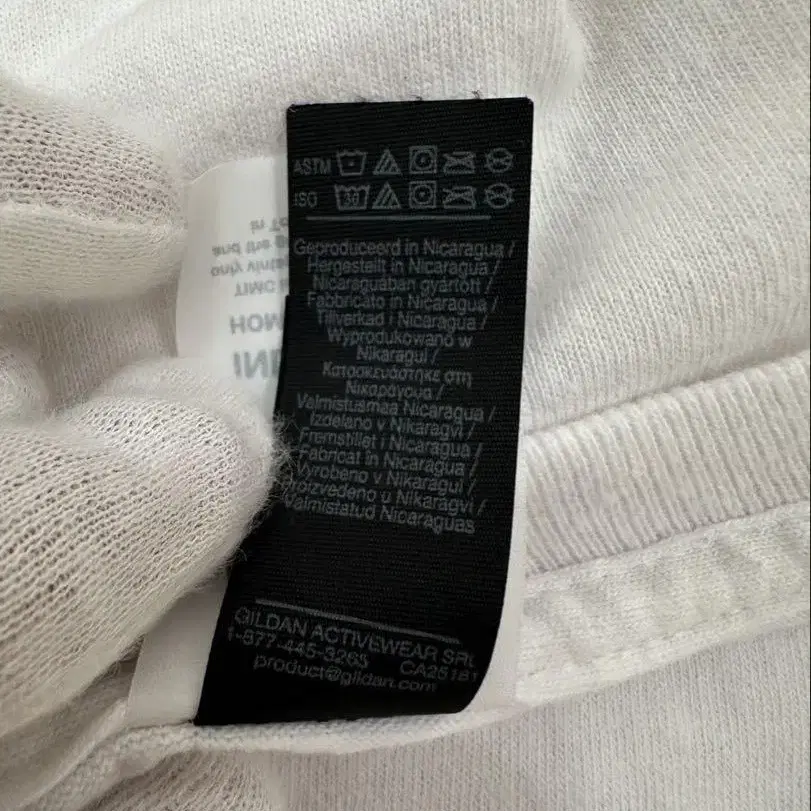 ASTM
ISO 30
Geproduceerd in Nicaragua /
Hergestellt in Nicaragua /
Nicaraguában gyártott /
Fabbricato in Nicaragua /
Tillverkad i Nicaragua /
Wyprodukowano w
Nikaragui /
Κατασκευάστηκε στη
Νικαράγουα /
Valmistusmaa Nicaragua /
Izdelano v Nikaragvi /
Fremstillet i Nicaragua /
Fabricat în Nicaragua /
Vyrobeno v Nikaragui /
Proizvedeno u Nikaragvi /
Valmistatud Nicaraguas
GILDAN ACTIVEWEAR SRL
1-877-445-3265 CA25181
product@gildan.com